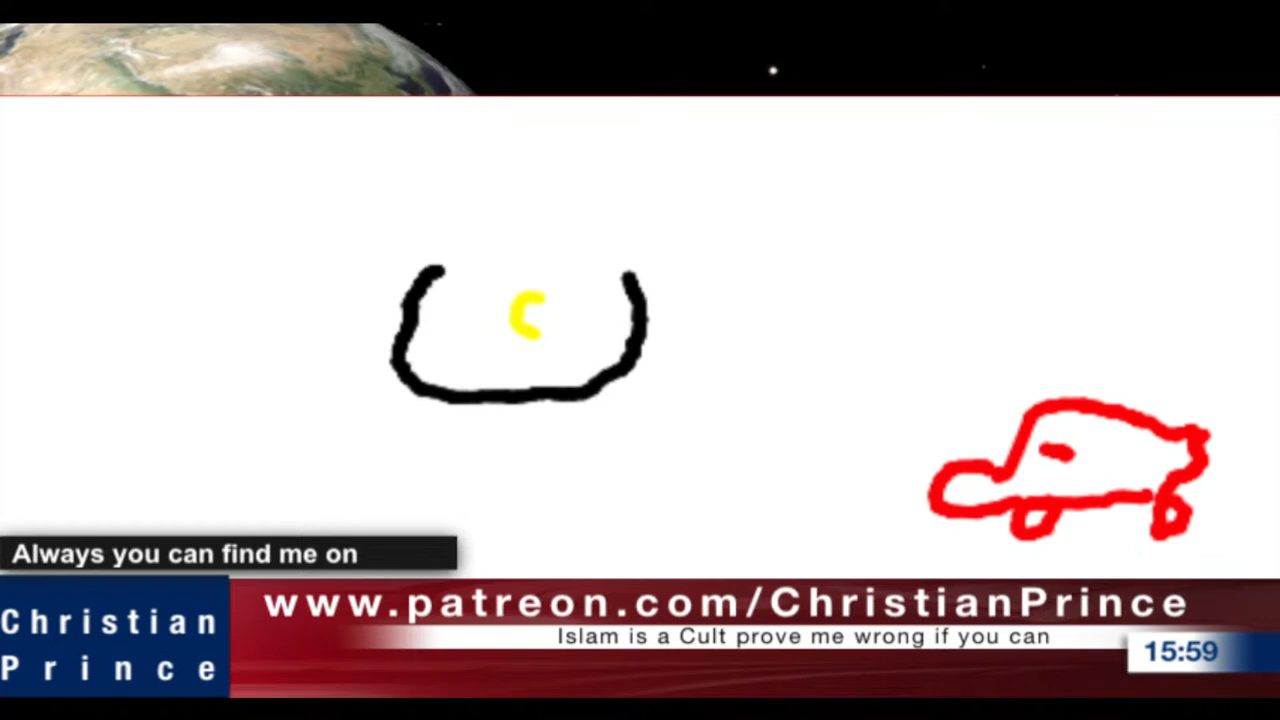 C
Always you can find me on
Christian
Prince
www.patreon.com/ChristianPrince
Islam is a Cult prove me wrong if you can
15:59